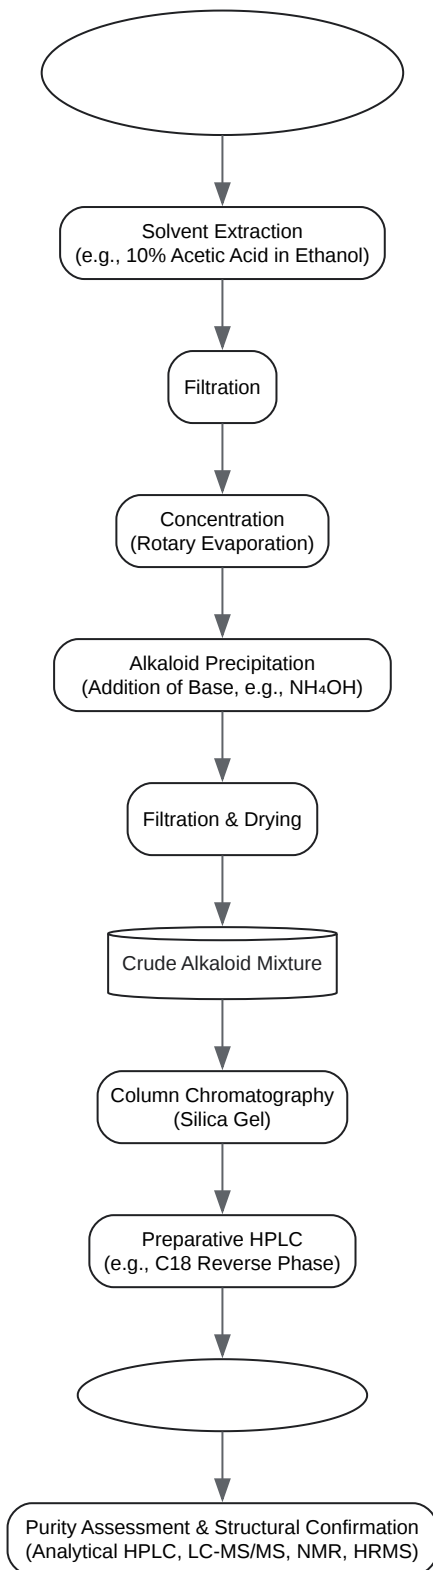 Solvent Extraction
(e.g., 10% Acetic Acid in Ethanol)
Filtration
Concentration
(Rotary Evaporation)
Alkaloid Precipitation
(Addition of Base, e.g., NH₄OH)
Filtration & Drying
Crude Alkaloid Mixture
Column Chromatography
(Silica Gel)
Preparative HPLC
(e.g., C18 Reverse Phase)
Purity Assessment & Structural Confirmation
(Analytical HPLC, LC-MS/MS, NMR, HRMS)